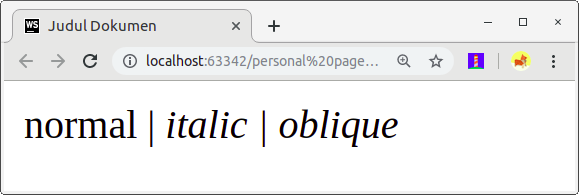 WS Judul Dokumen
localhost:63342/personal%20page…
normal | italic | oblique